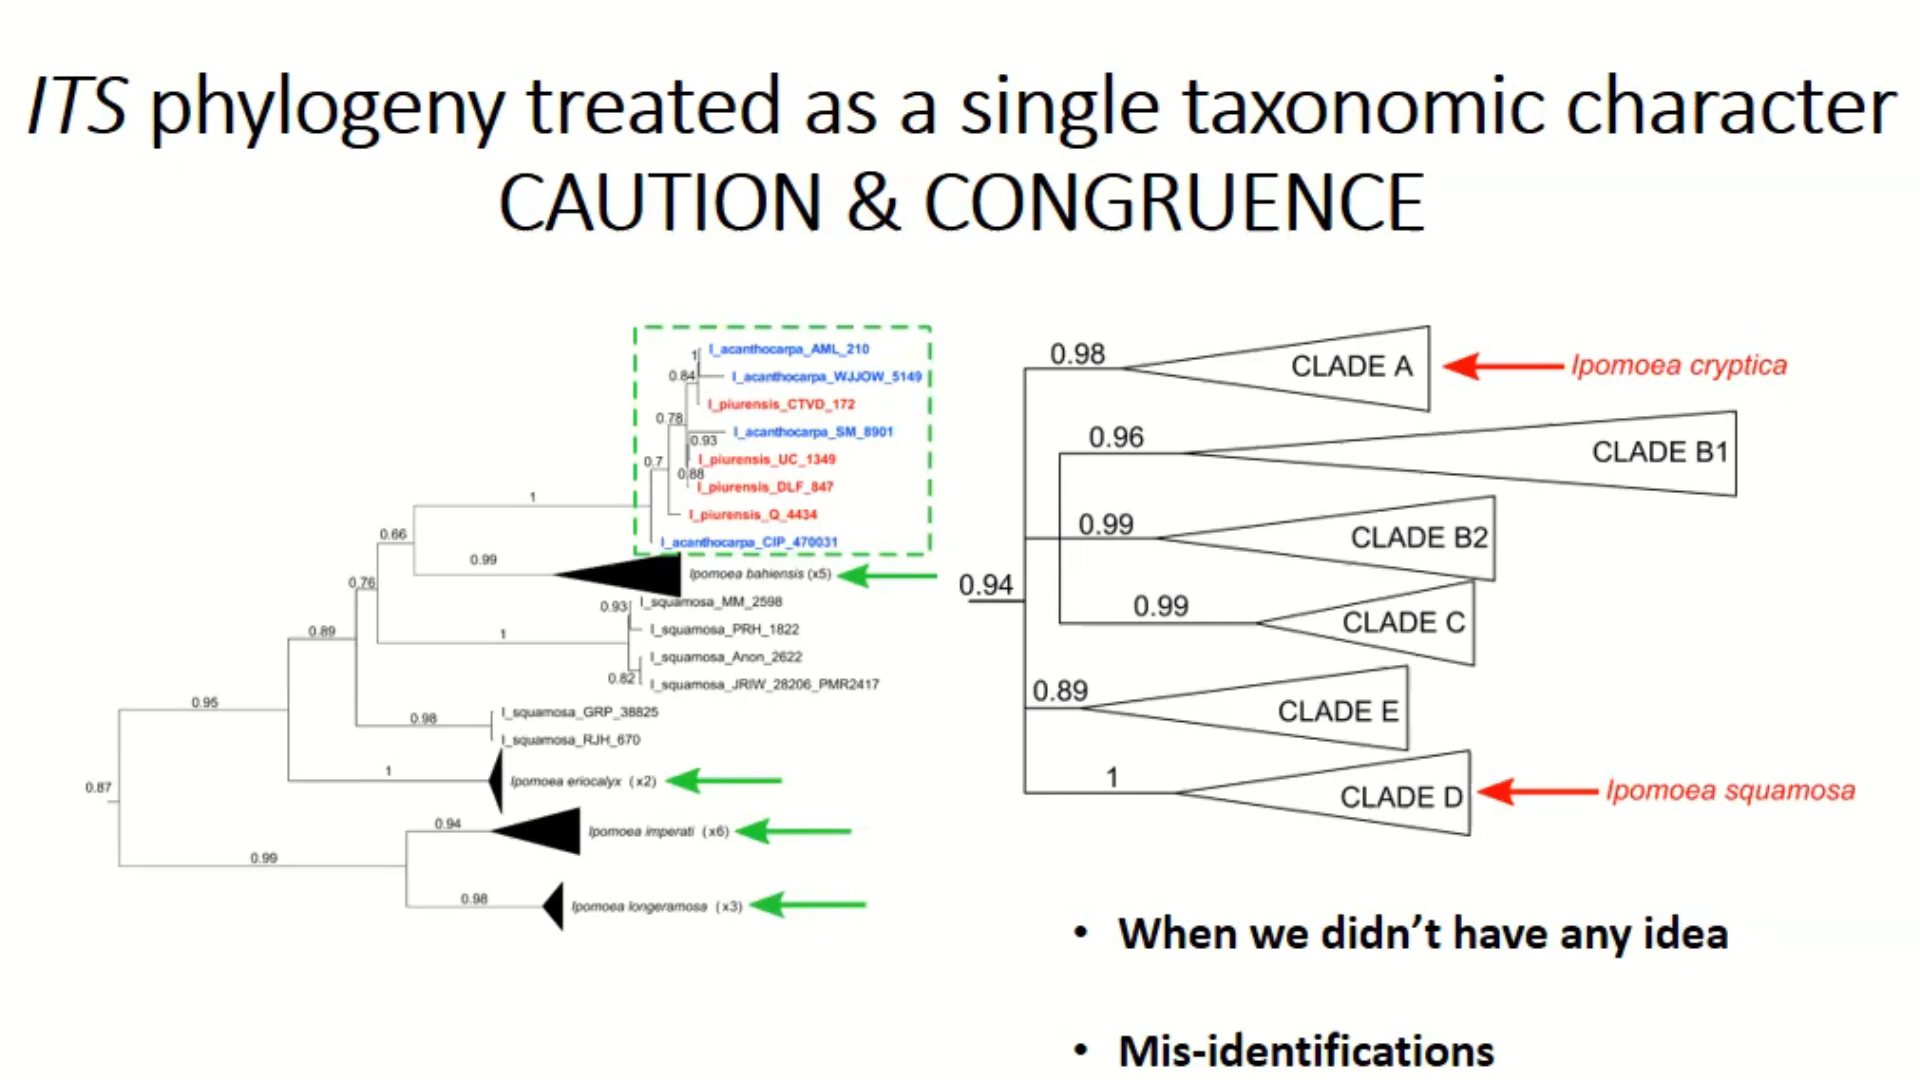 ITS phylogeny treated as a single taxonomic character
CAUTION & CONGRUENCE
I_acanthocarpa_AML_210
1
I_acanthocarpa_WJJOW_5149
0.84
I_piurensis_CTVD_172
0.78
I_acanthocarpa_SM_8901
0.93
I_piurensis_UC_1349
0.7
0.88
I_piurensis_DLF_847
1
I_piurensis_Q_4434
0.66
I_acanthocarpa_CIP_470031
0.99
Ipomoea bahiensis (x5)
0.76
0.93
I_squamosa_MM_2598
I_squamosa_PRH_1822
0.89
1
I_squamosa_Anon_2622
0.82
I_squamosa_JRIW_28206_PMR2417
0.95
I_squamosa_GRP_38825
0.98
I_squamosa_RJH_670
1
Ipomoea eriocalyx (x2)
0.87
0.94
Ipomoea imperati (x6)
0.99
0.98
Ipomoea longeramosa (x3)
0.98
CLADE A
Ipomoea cryptica
0.96
CLADE B1
0.99
CLADE B2
0.94
0.99
CLADE C
0.89
CLADE E
1
CLADE D
Ipomoea squamosa
• When we didn't have any idea
• Mis-identifications